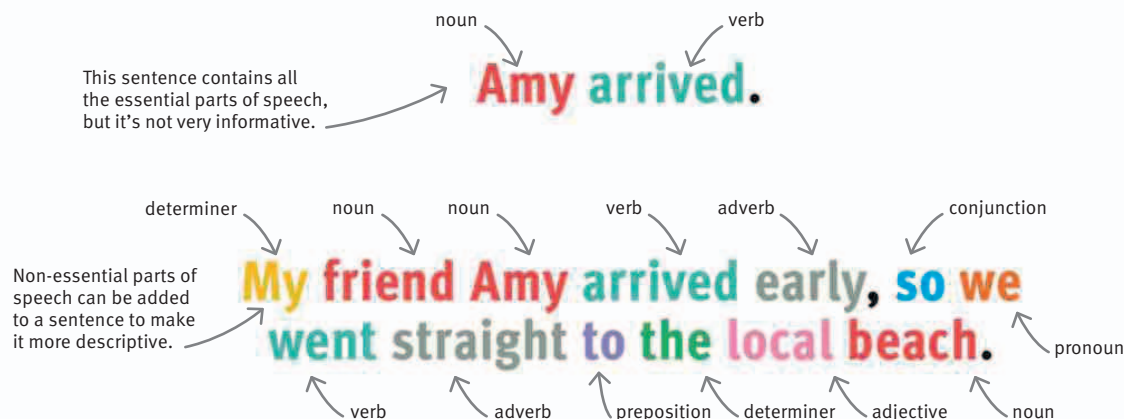 noun verb
This sentence contains all
the essential parts of speech,
but it's not very informative.
Amy arrived.
determiner noun noun verb adverb conjunction
Non-essential parts of
speech can be added
to a sentence to make
it more descriptive.
My friend Amy arrived early, so we
went straight to the local beach.
pronoun
verb adverb preposition determiner adjective noun